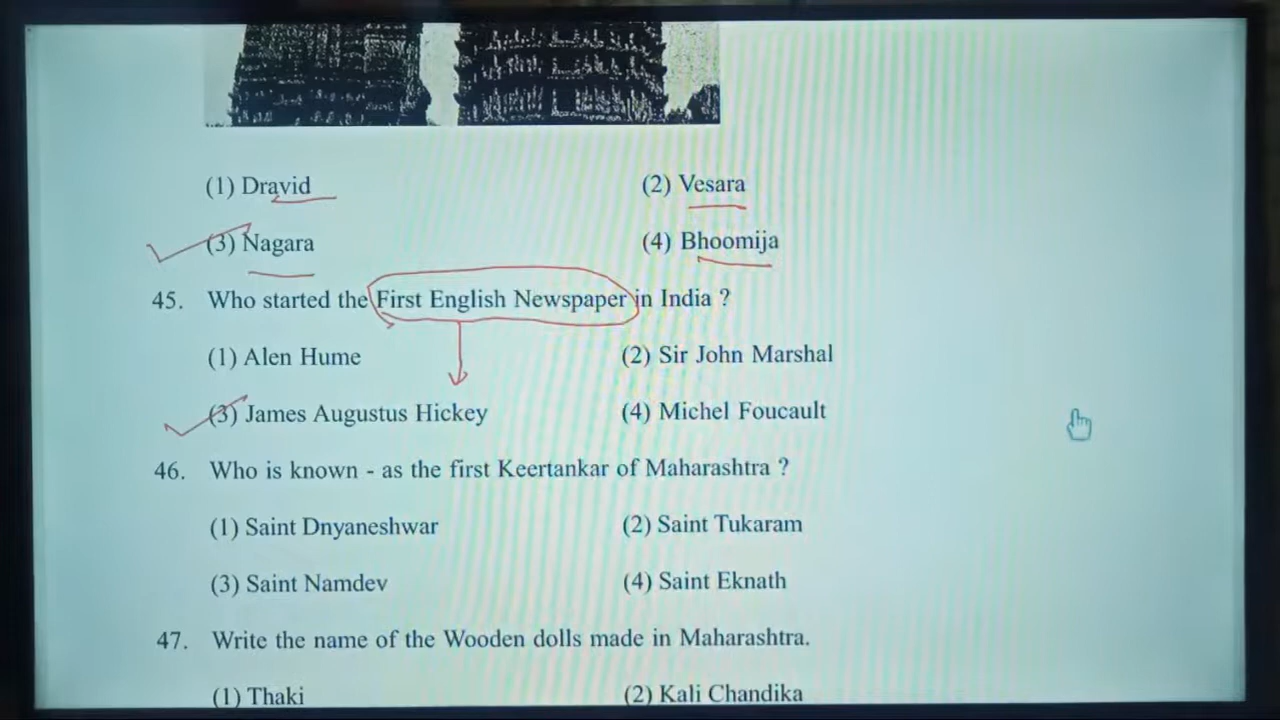 (1) Dravid (2) Vesara
(3) Nagara (4) Bhoomija
45. Who started the First English Newspaper in India ?
(1) Alen Hume (2) Sir John Marshal
(3) James Augustus Hickey (4) Michel Foucault
46. Who is known - as the first Keertankar of Maharashtra ?
(1) Saint Dnyaneshwar (2) Saint Tukaram
(3) Saint Namdev (4) Saint Eknath
47. Write the name of the Wooden dolls made in Maharashtra.
(1) Thaki (2) Kali Chandika